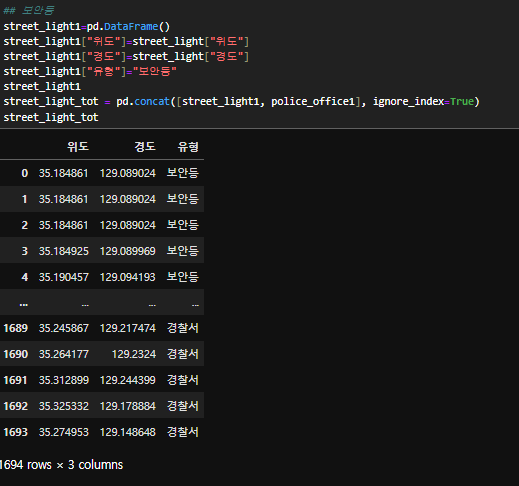 ## 보안등
street_light1=pd.DataFrame()
street_light1["위도"]=street_light["위도"]
street_light1["경도"]=street_light["경도"]
street_light1["유형"]="보안등"
street_light1
street_light_tot = pd.concat([street_light1, police_office1], ignore_index=True)
street_light_tot
위도 경도 유형
0 35.184861 129.089024 보안등
1 35.184861 129.089024 보안등
2 35.184861 129.089024 보안등
3 35.184925 129.089969 보안등
4 35.190457 129.094193 보안등
... ... ... ...
1689 35.245867 129.217474 경찰서
1690 35.264177 129.2324 경찰서
1691 35.312899 129.244399 경찰서
1692 35.325332 129.178884 경찰서
1693 35.274953 129.148648 경찰서
1694 rows × 3 columns